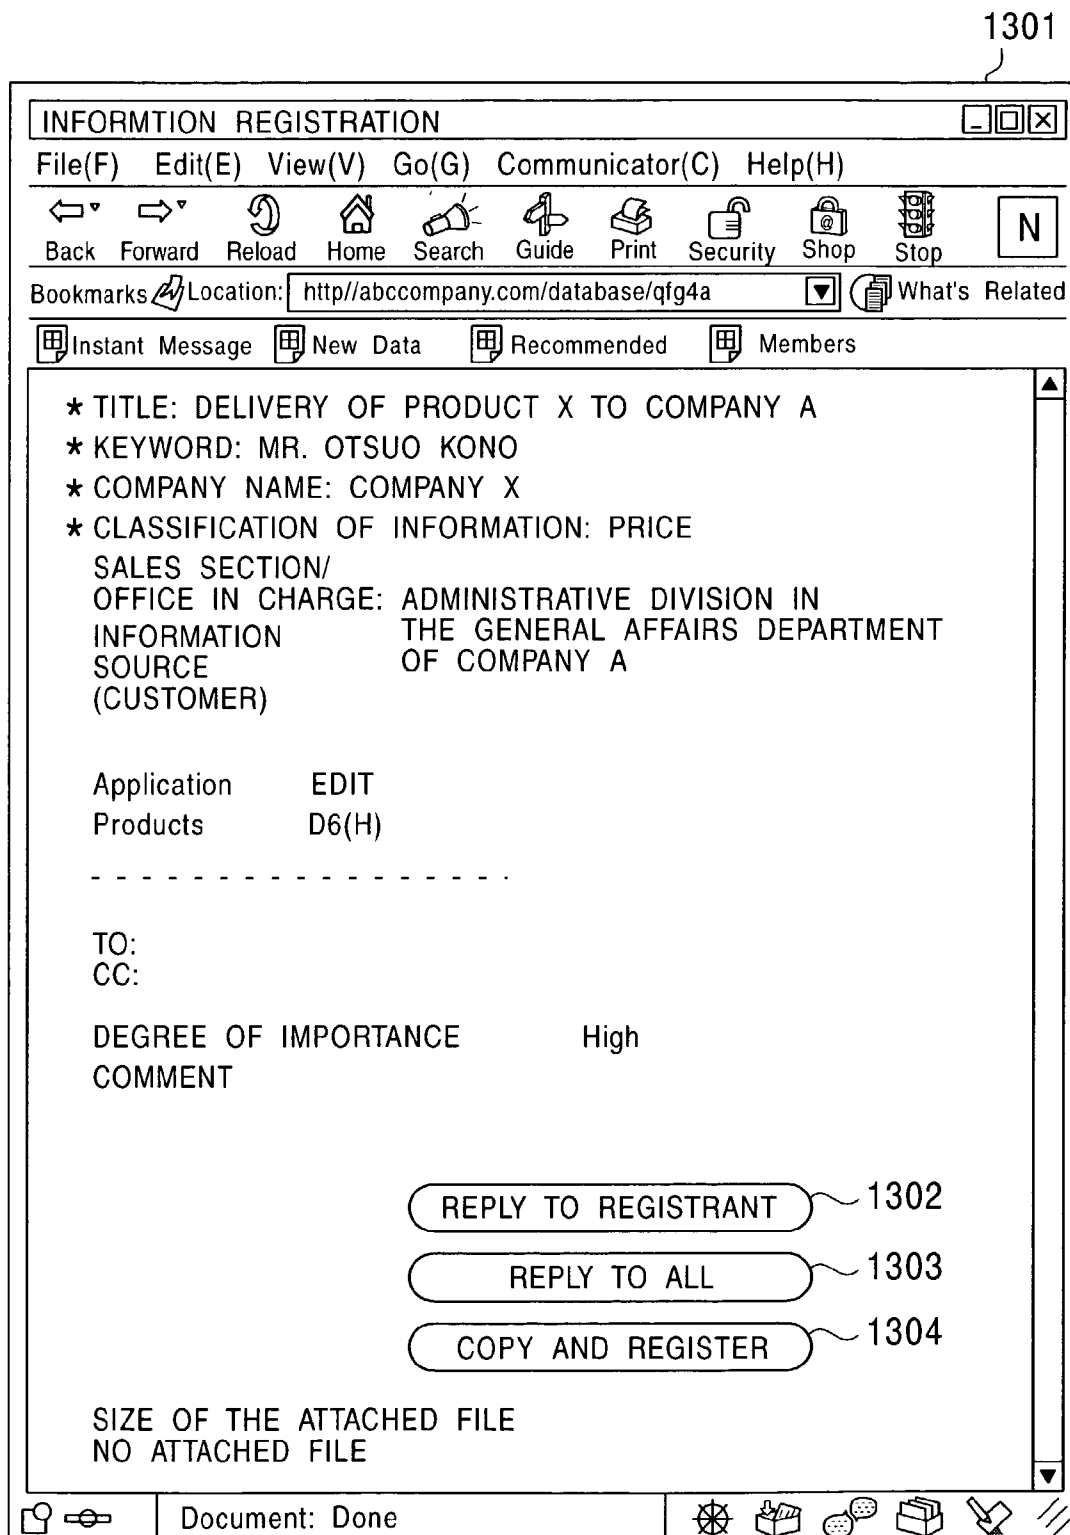 1301
INFORMTION REGISTRATION
File(F) Edit(E) View(V) Go(G) Communicator(C) Help(H)
N
Back Forward Reload Home Search Guide Print Security Shop Stop
Bookmarks Location: http//abccompany.com/database/qfg4a What's Related
Instant Message New Data Recommended Members
* TITLE: DELIVERY OF PRODUCT X TO COMPANY A
* KEYWORD: MR. OTSUO KONO
* COMPANY NAME: COMPANY X
* CLASSIFICATION OF INFORMATION: PRICE
SALES SECTION/
OFFICE IN CHARGE: ADMINISTRATIVE DIVISION IN
INFORMATION THE GENERAL AFFAIRS DEPARTMENT
SOURCE OF COMPANY A
(CUSTOMER)
Application EDIT
Products D6(H)
- - - - - - - - - - - - - - - - - -
TO:
CC:
DEGREE OF IMPORTANCE High
COMMENT
REPLY TO REGISTRANT 1302
REPLY TO ALL 1303
COPY AND REGISTER 1304
SIZE OF THE ATTACHED FILE
NO ATTACHED FILE
Document: Done